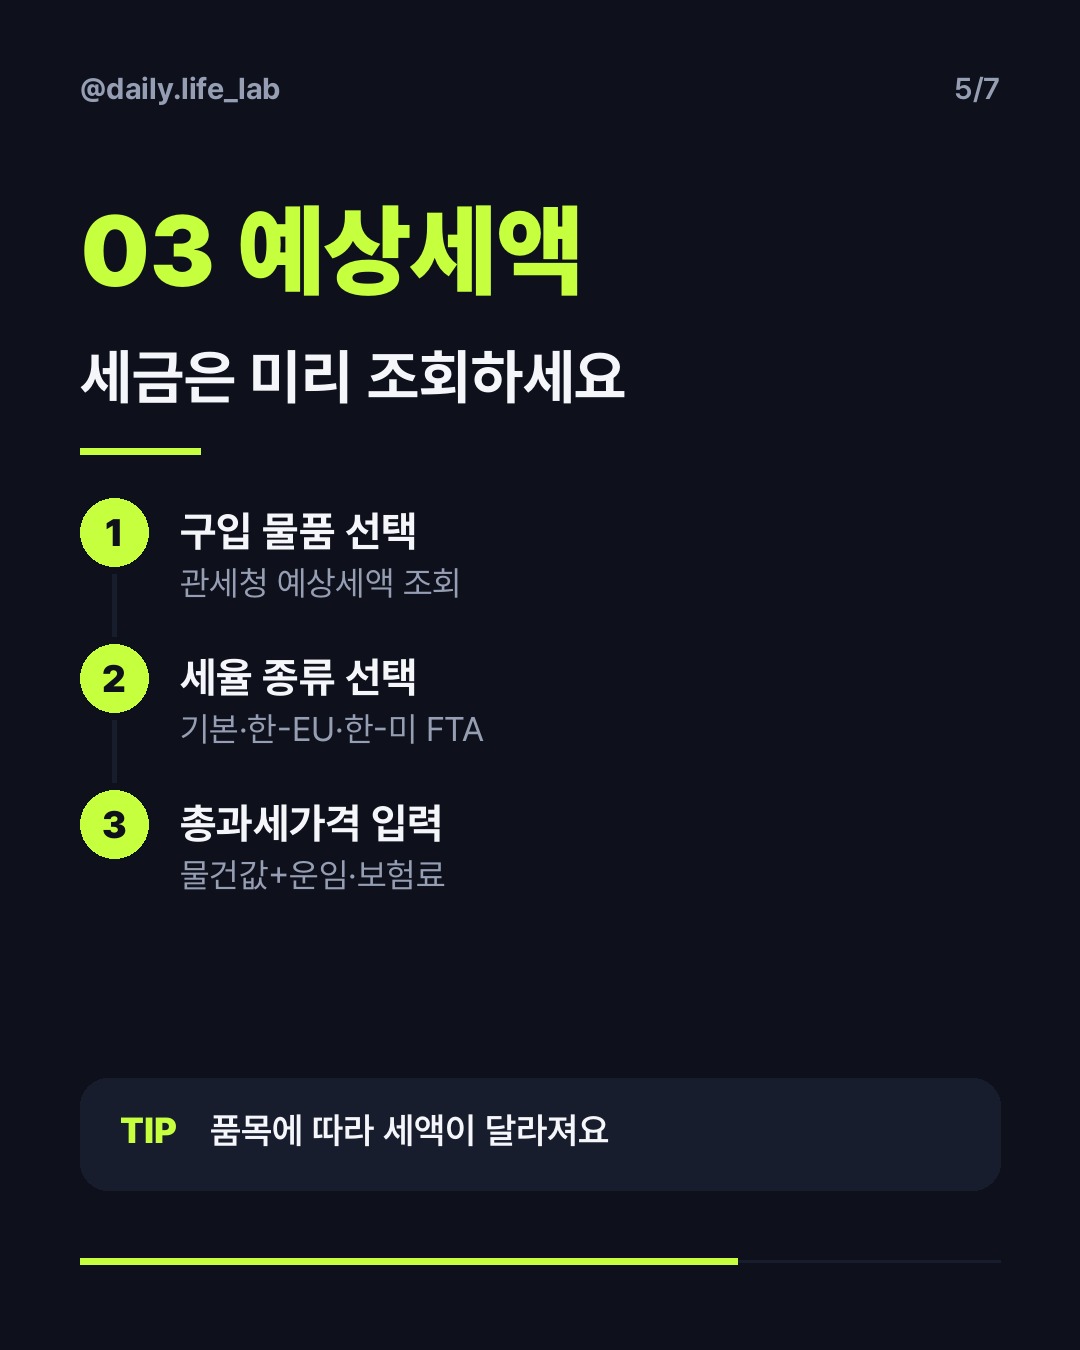 @daily.life_lab
5/7
03 예상세액
세금은 미리 조회하세요
1
구입 물품 선택
관세청 예상세액 조회
2
세율 종류 선택
기본·한-EU·한-미 FTA
3
총과세가격 입력
물건값+운임·보험료
TIP 품목에 따라 세액이 달라져요